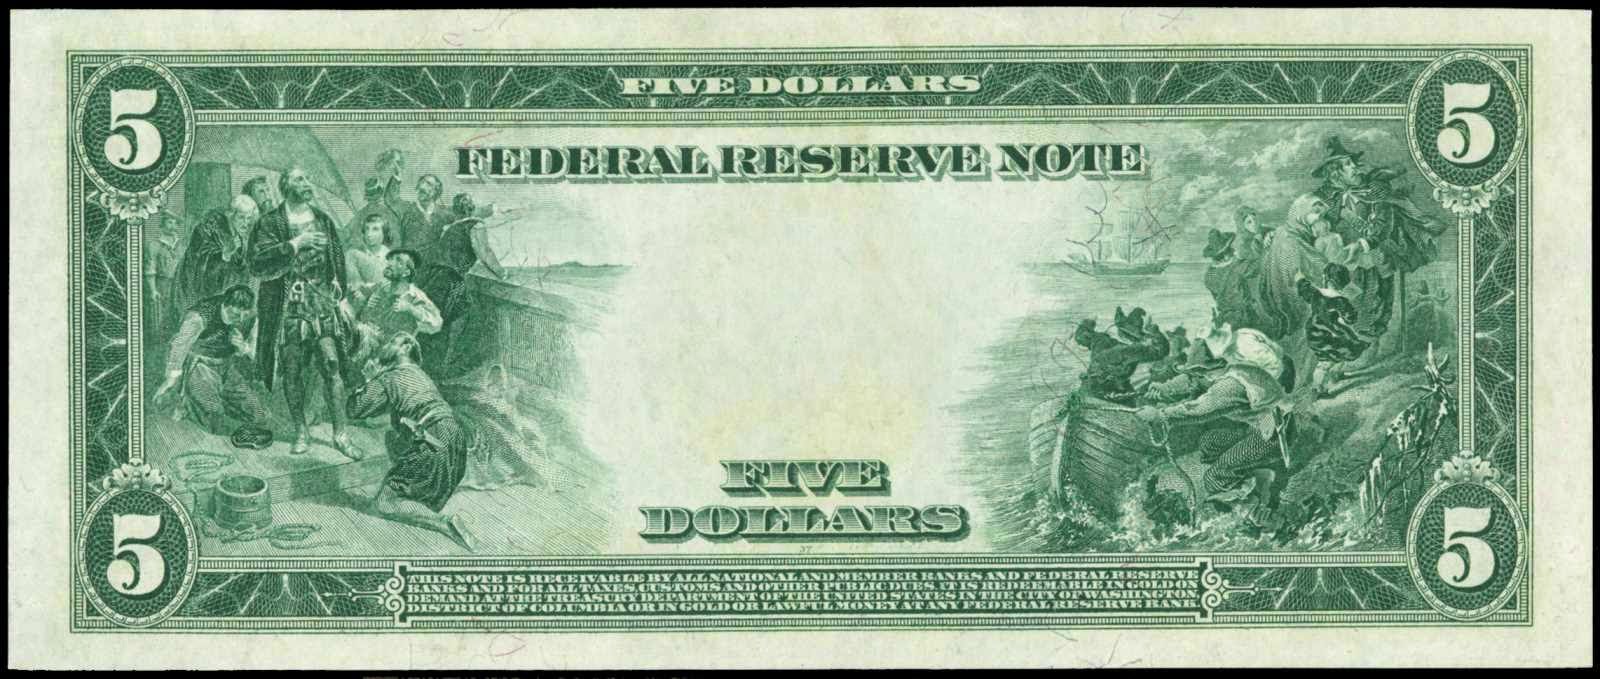 FIVE DOLLARS
5 5
FEDERAL RESERVE NOTE
FIVE
DOLLARS
37
5 5
THIS NOTE IS RECEIVABLE BY ALL NATIONAL AND MEMBER BANKS AND FEDERAL RESERVE
BANKS AND FOR ALL TAXES, CUSTOMS AND OTHER PUBLIC DUES. IT IS REDEEMABLE IN GOLD ON
DEMAND AT THE TREASURY DEPARTMENT OF THE UNITED STATES IN THE CITY OF WASHINGTON
DISTRICT OF COLUMBIA OR IN GOLD OR LAWFUL MONEY AT ANY FEDERAL RESERVE BANK.